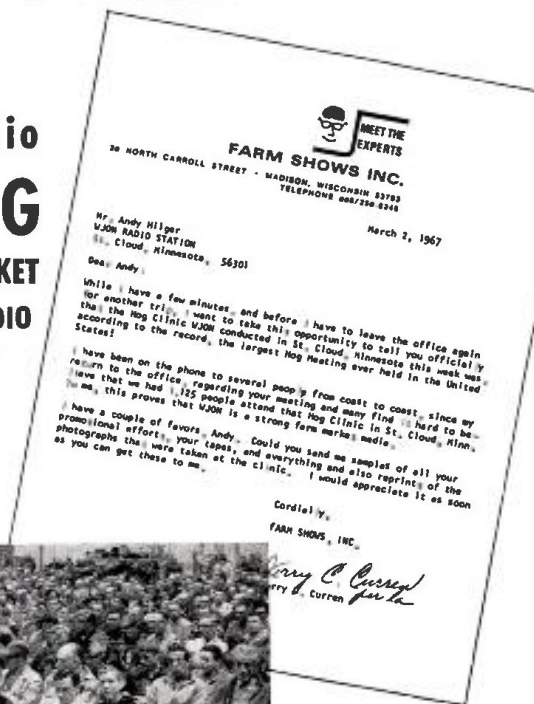 io
G
KET
DIO
MEET THE
EXPERTS
FARM SHOWS INC.
NORTH CARROLL STREET - MADISON, WISCONSIN 53703
TELEPHONE
March 2, 1967
Mr. Andy Hilger
WJON RADIO STATION
St. Cloud, Minnesota, 56301
Dear Andy:
While I have a few minutes, and before I have to leave the office again
for another trip, I want to take this opportunity to tell you officially
that the Hog Clinic WJON conducted in St. Cloud, Minnesota this week was,
according to the record, the largest Hog Meeting ever held in the United
States!
I have been on the phone to several people from coast to coast, since my
return to the office, regarding your meeting and many find it hard to be-
lieve that we had 1,125 people attend that Hog Clinic in St. Cloud, Minn.
To me, this proves that WJON is a strong farm market media.
I have a couple of favors, Andy. Could you send me samples of all your
promotional efforts, your tapes, and everything and also reprints of the
photographs that were taken at the clinic. I would appreciate it as soon
as you can get these to me.
Cordially,
FARM SHOWS, INC.
C. Curren
C. Curren